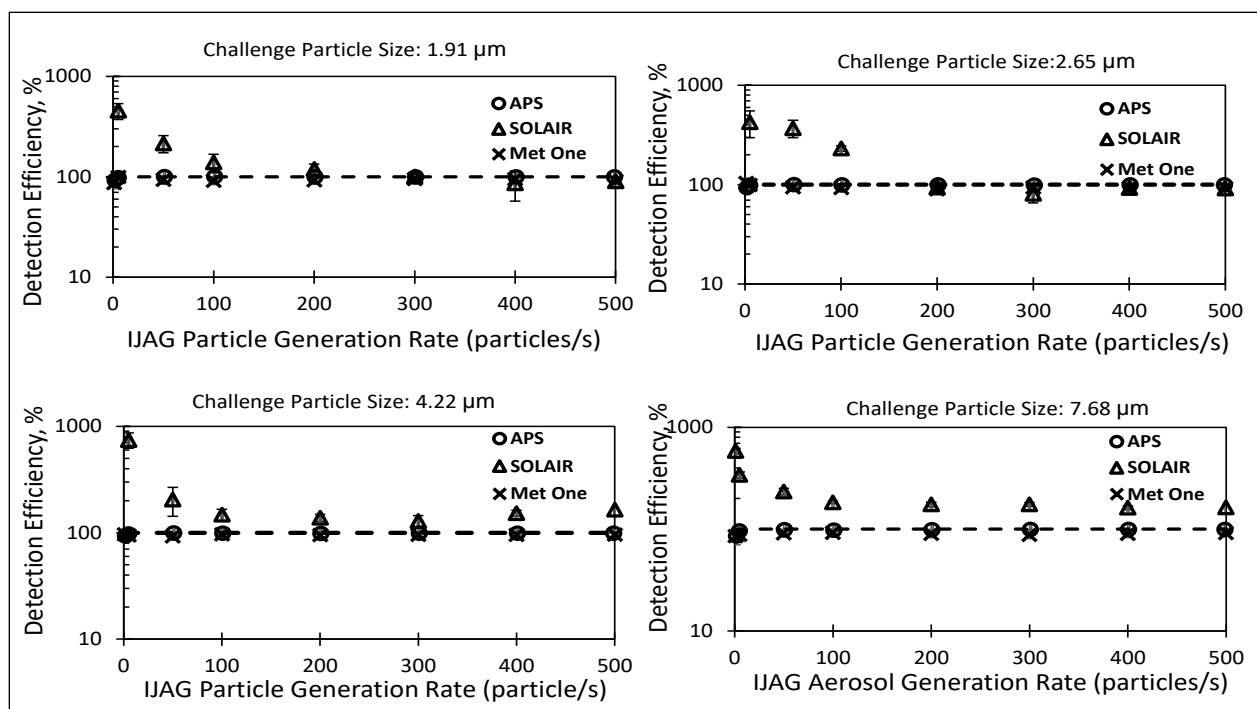 Challenge Particle Size: 1.91 µm
Detection Efficiency, %
1000
100
10
APS
SOLAIR
Met One
0 100 200 300 400 500
IJAG Particle Generation Rate (particles/s)
Challenge Particle Size:2.65 µm
Detection Efficiency, %
1000
100
10
APS
SOLAIR
Met One
0 100 200 300 400 500
IJAG Particle Generation Rate (particles/s)
Challenge Particle Size: 4.22 µm
Detection Efficiency, %
1000
100
10
APS
SOLAIR
Met One
0 100 200 300 400 500
IJAG Particle Generation Rate (particle/s)
Challenge Particle Size: 7.68 µm
Detection Efficiency, %
1000
100
10
APS
SOLAIR
Met One
0 100 200 300 400 500
IJAG Aerosol Generation Rate (particles/s)